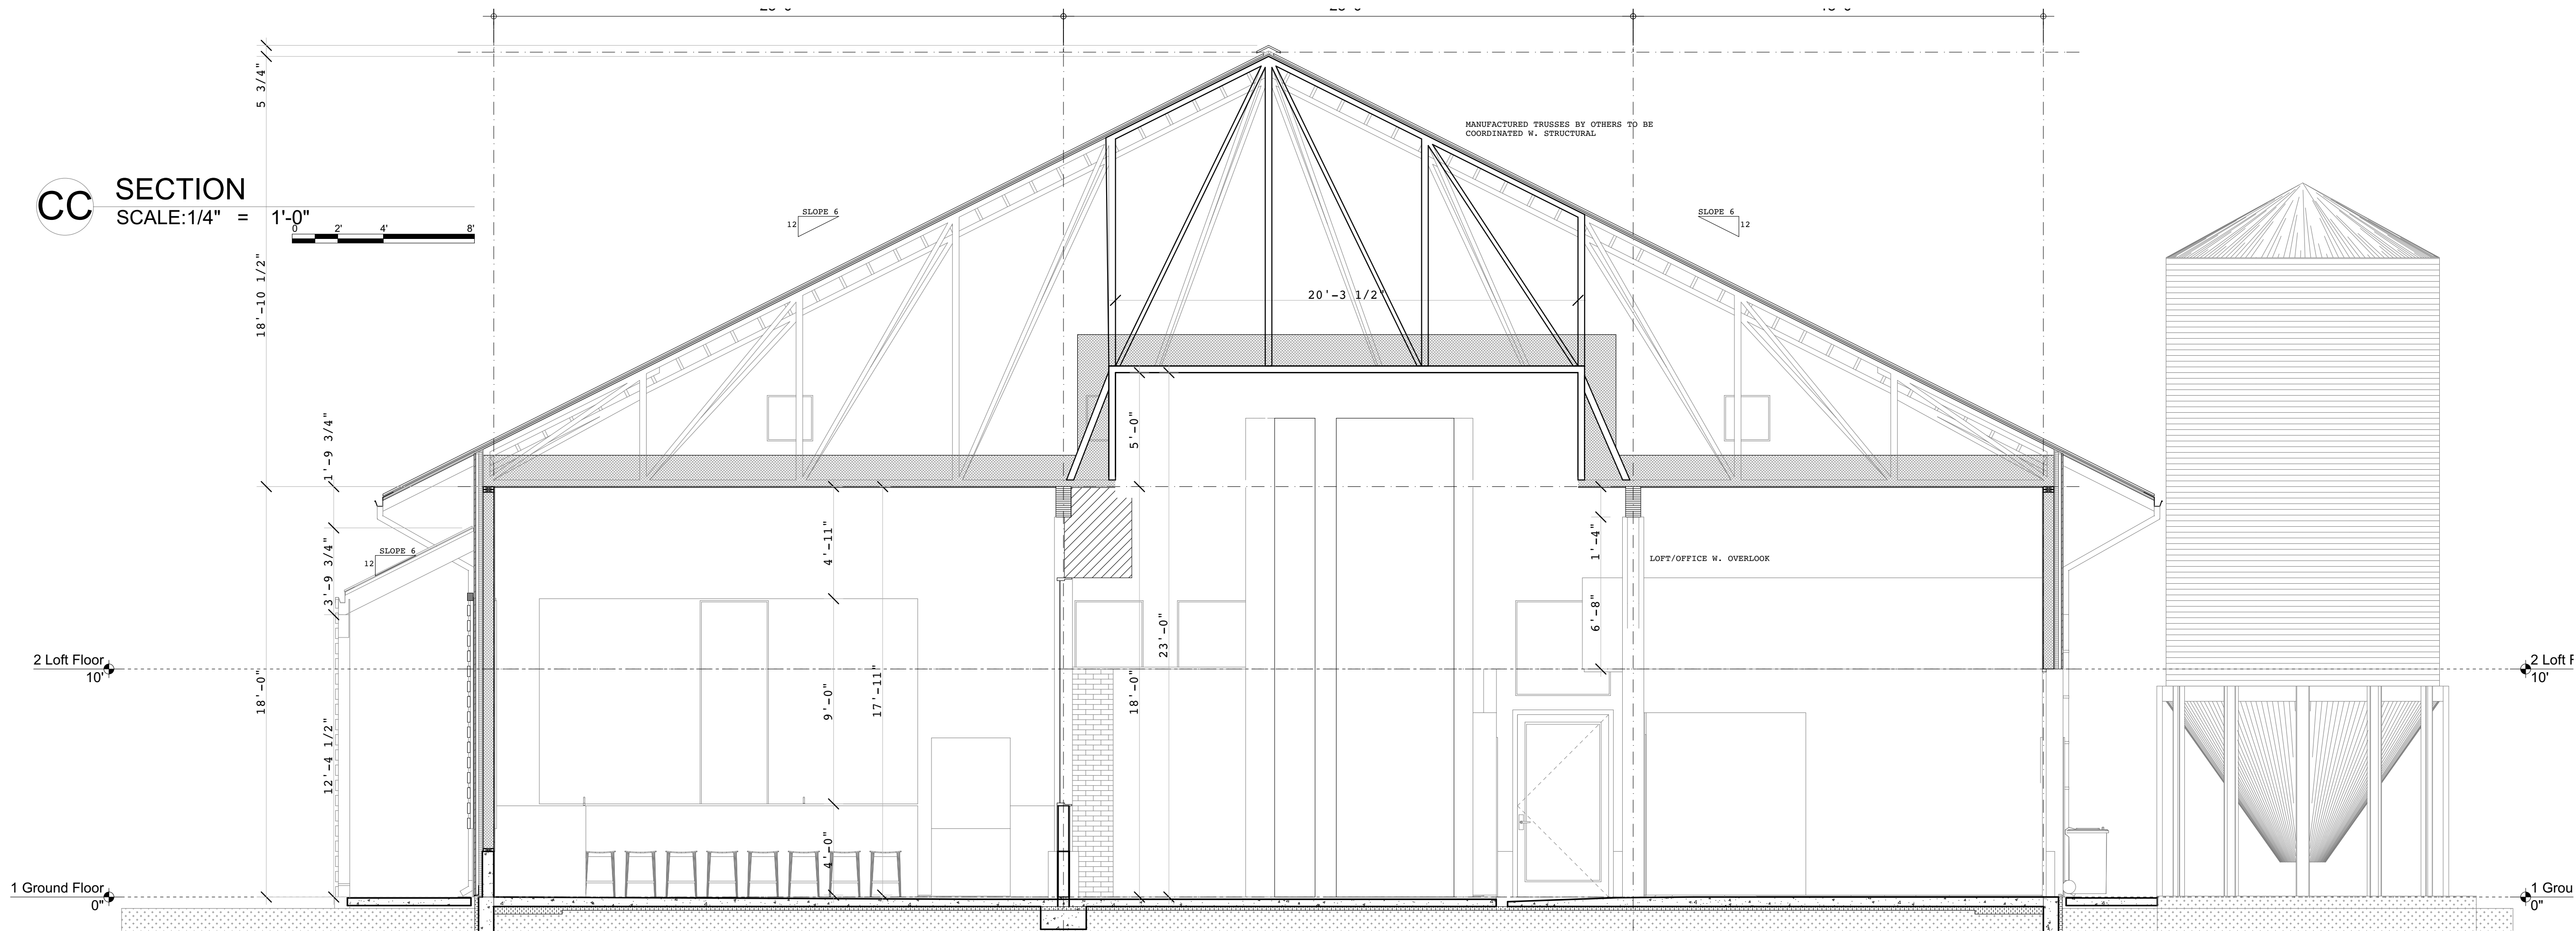 5 3/4"
MANUFACTURED TRUSSES BY OTHERS TO BE
COORDINATED W. STRUCTURAL
CC
SECTION
SCALE:1/4" = 1'-0"
0 2' 4' 8'
SLOPE 6
12
SLOPE 6
12
18'-10 1/2"
20'-3 1/2"
1'-9 3/4"
5'-0"
4'-11"
1'-4"
3'-9 3/4"
SLOPE 6
12
LOFT/OFFICE W. OVERLOOK
6'-8"
23'-0"
2 Loft Floor
10'
2 Loft
10'
18'-0"
9'-0"
17'-11"
18'-0"
12'-4 1/2"
4'-0"
1 Ground Floor
0"
1 Grou
0"